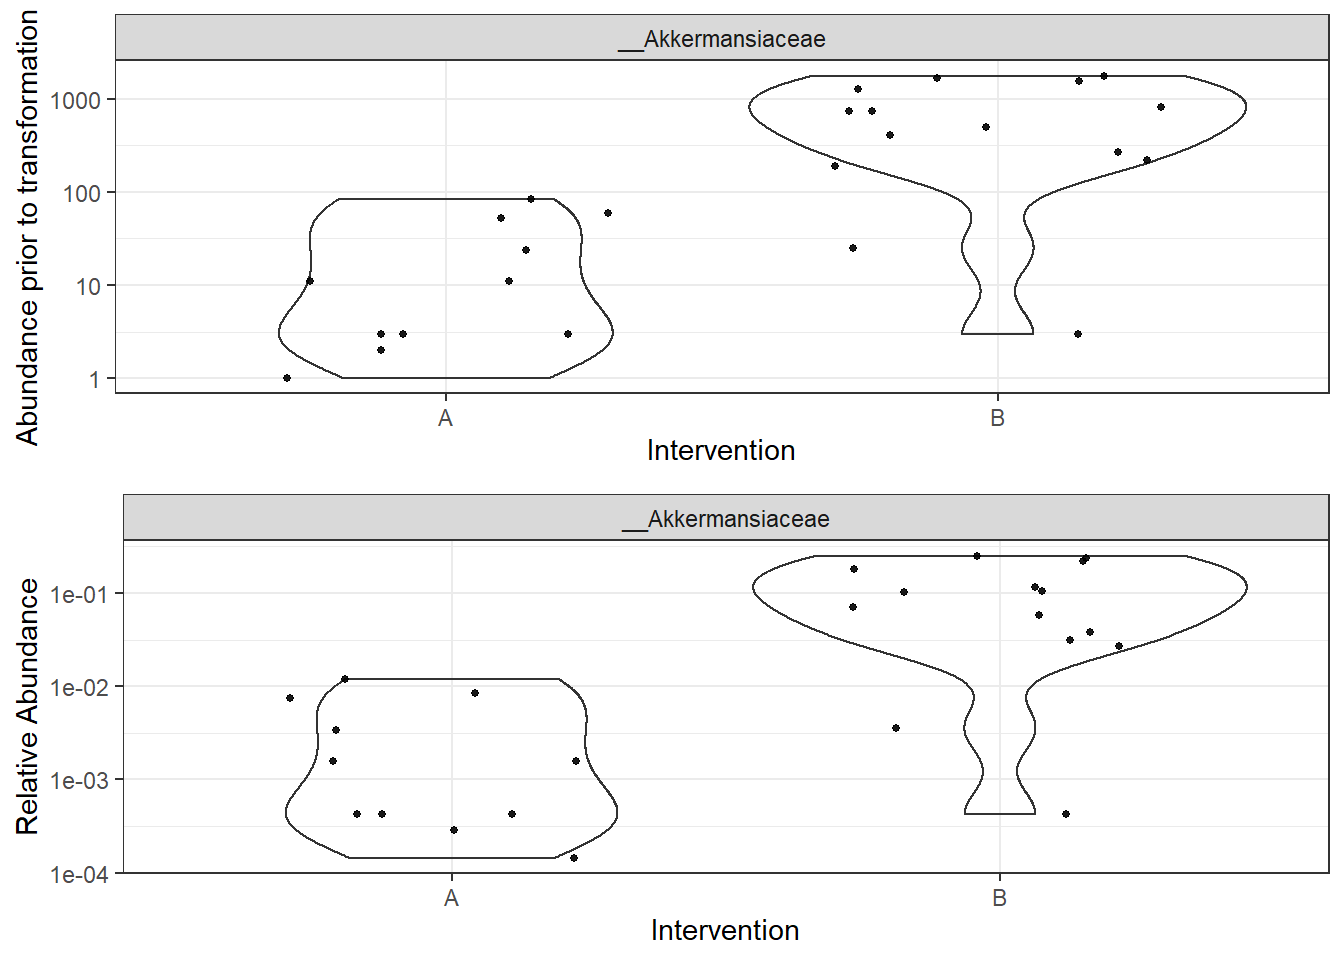 __Akkermansiaceae
Abundance prior to transformation
1000
100
10
1
A
B
Intervention
__Akkermansiaceae
Relative Abundance
1e-01
1e-02
1e-03
1e-04
A
B
Intervention